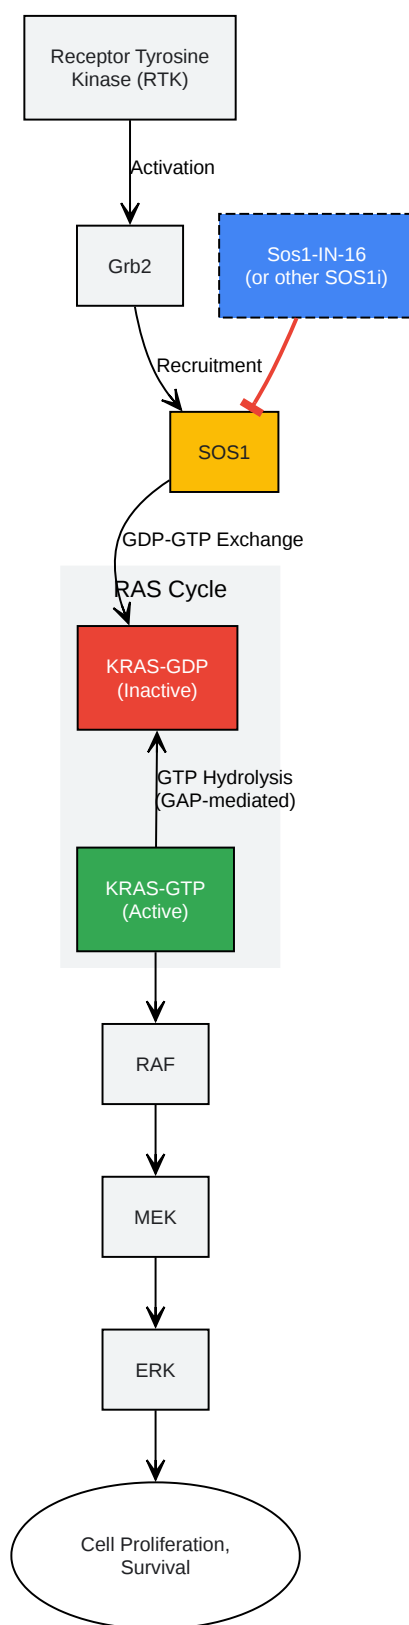 Receptor Tyrosine
Kinase (RTK)
Activation
Grb2
Sos1-IN-16
(or other SOS1i)
Recruitment
SOS1
GDP-GTP Exchange
RAS Cycle
KRAS-GDP
(Inactive)
GTP Hydrolysis
(GAP-mediated)
KRAS-GTP
(Active)
RAF
MEK
ERK
Cell Proliferation,
Survival